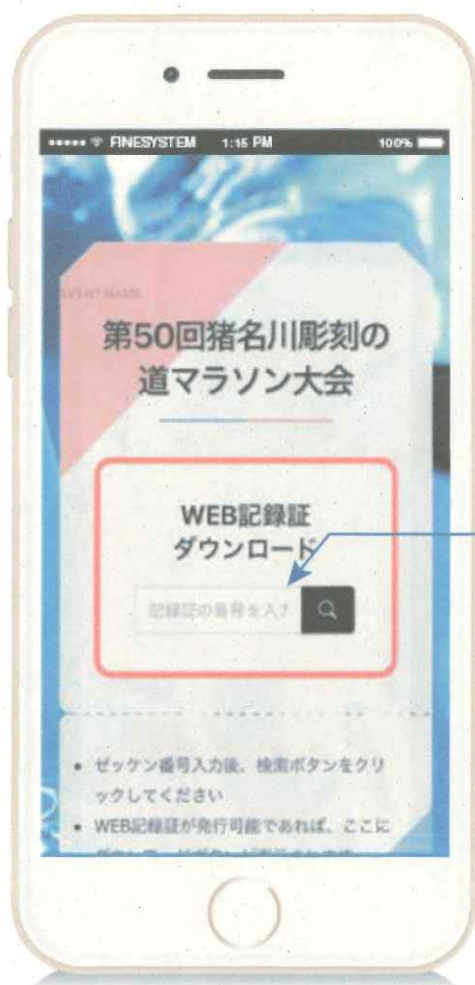 FINESYSTEM 1:15 PM 100%
EVENT NAME
第50回猪名川彫刻の
道マラソン大会
WEB記録証
ダウンロード
記録証の番号を入力
• ゼッケン番号入力後、検索ボタンをクリ
ックしてください
• WEB記録証が発行可能であれば、ここに